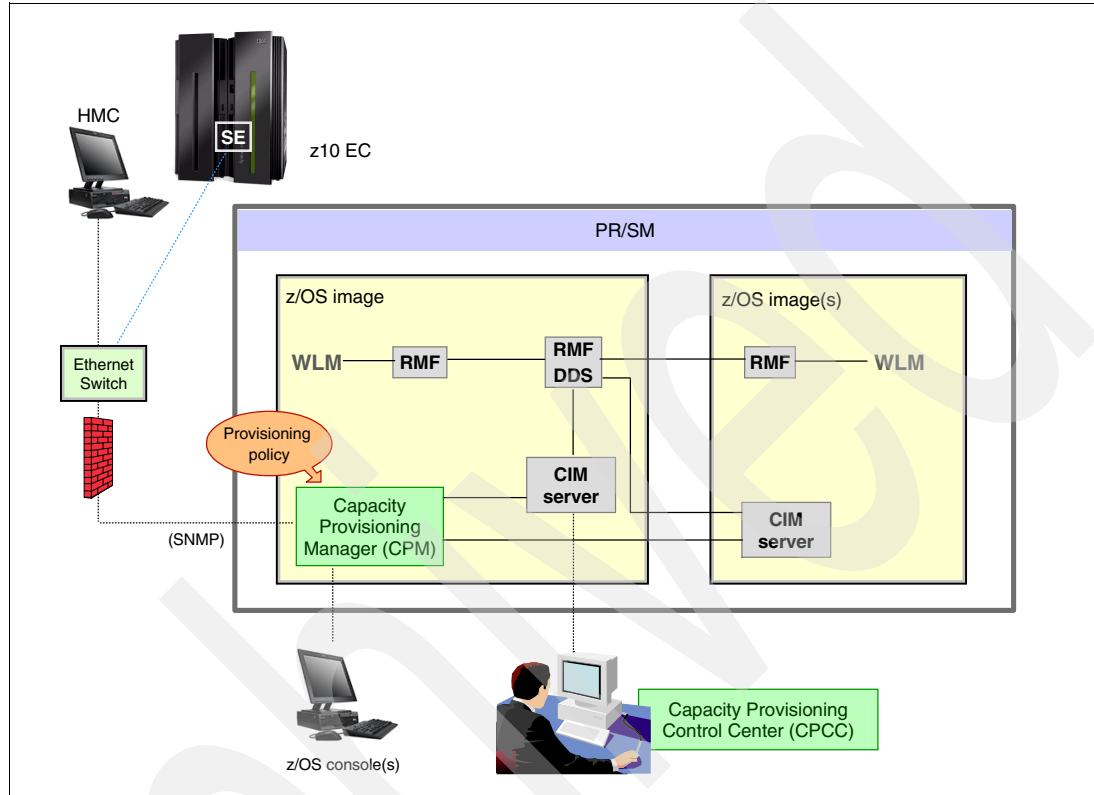 HMC
SE
z10 EC
PR/SM
z/OS image
z/OS image(s)
WLM
RMF
RMF
DDS
RMF
WLM
Ethernet
Switch
Provisioning
policy
CIM
server
Capacity
Provisioning
Manager (CPM)
CIM
server
(SNMP)
z/OS console(s)
Capacity Provisioning
Control Center (CPCC)